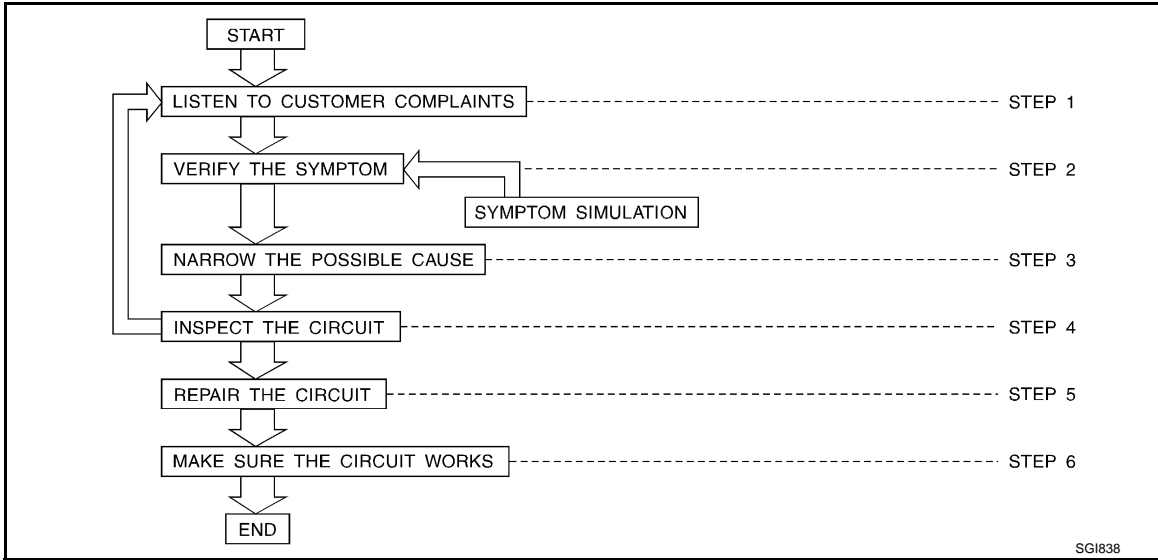 START
LISTEN TO CUSTOMER COMPLAINTS STEP 1
VERIFY THE SYMPTOM STEP 2
SYMPTOM SIMULATION
NARROW THE POSSIBLE CAUSE STEP 3
INSPECT THE CIRCUIT STEP 4
REPAIR THE CIRCUIT STEP 5
MAKE SURE THE CIRCUIT WORKS STEP 6
END
SGI838